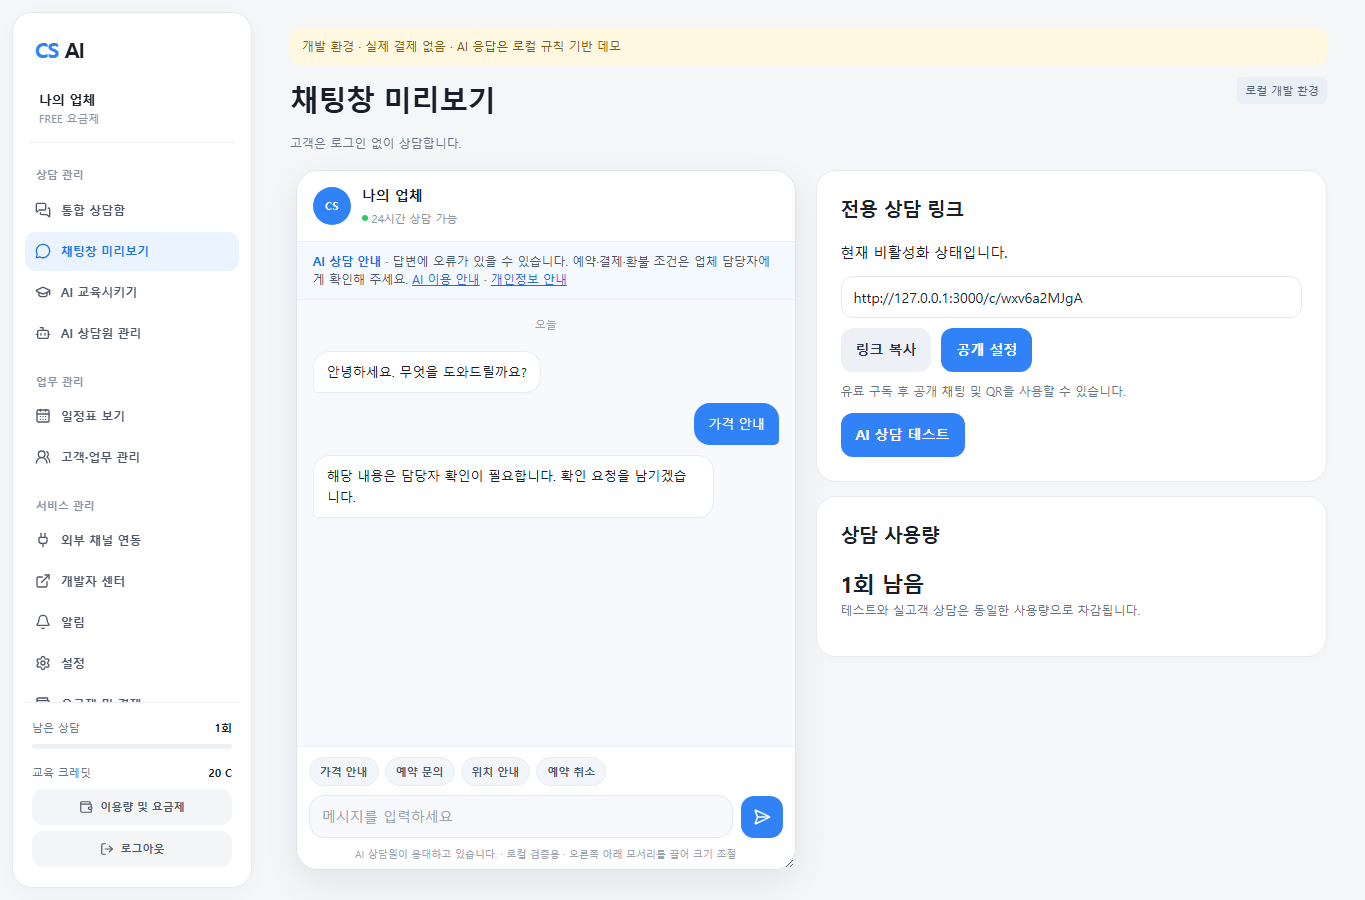 CS AI
나의 업체
FREE 요금제
상담 관리
통합 상담함
채팅창 미리보기
AI 교육시키기
AI 상담원 관리
업무 관리
일정표 보기
고객·업무 관리
서비스 관리
외부 채널 연동
개발자 센터
알림
설정
남은 상담
1회
교육 크레딧
20 C
이용량 및 요금제
로그아웃
개발 환경 · 실제 결제 없음 · AI 응답은 로컬 규칙 기반 데모
채팅창 미리보기
로컬 개발 환경
고객은 로그인 없이 상담합니다.
CS
나의 업체
24시간 상담 가능
AI 상담 안내 · 답변에 오류가 있을 수 있습니다. 예약·결제·환불 조건은 업체 담당자에
게 확인해 주세요. AI 이용 안내 · 개인정보 안내
오늘
안녕하세요. 무엇을 도와드릴까요?
가격 안내
해당 내용은 담당자 확인이 필요합니다. 확인 요청을 남기겠습
니다.
가격 안내
예약 문의
위치 안내
예약 취소
메시지를 입력하세요
AI 상담원이 응대하고 있습니다. · 로컬 검증용 · 오른쪽 아래 모서리를 끌어 크기 조절
전용 상담 링크
현재 비활성화 상태입니다.
http://127.0.0.1:3000/c/wxv6a2MJgA
링크 복사
공개 설정
유료 구독 후 공개 채팅 및 QR을 사용할 수 있습니다.
AI 상담 테스트
상담 사용량
1회 남음
테스트와 실고객 상담은 동일한 사용량으로 차감됩니다.